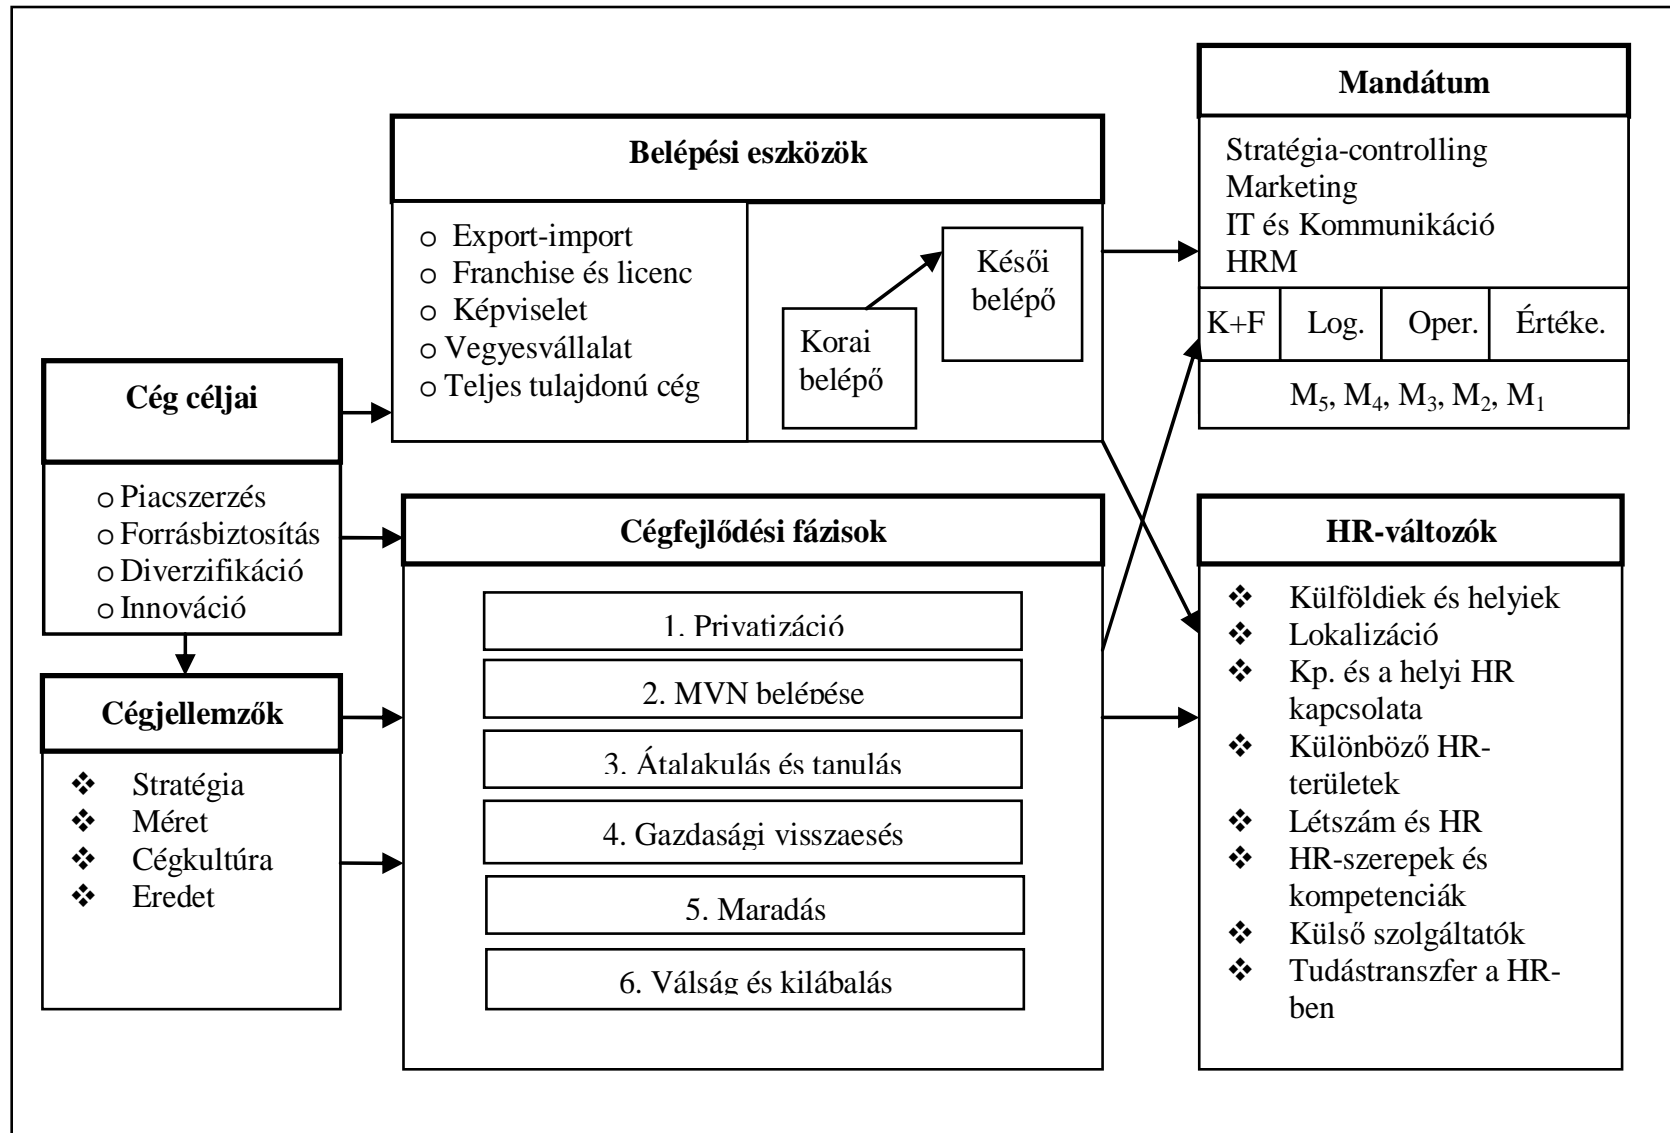 Mandátum
Stratégia-controlling
Marketing
IT és Kommunikáció
HRM
K+F
Log.
Oper.
Értéke.
M₅, M₄, M₃, M₂, M₁
Belépési eszközök
o Export-import
o Franchise és licenc
o Képviselet
o Vegyesvállalat
o Teljes tulajdonú cég
Korai
belépő
Késői
belépő
Cég céljai
o Piacszerzés
o Forrásbiztosítás
o Diverzifikáció
o Innováció
Cégfejlődési fázisok
1. Privatizáció
2. MVN belépése
3. Átalakulás és tanulás
4. Gazdasági visszaesés
5. Maradás
6. Válság és kilábalás
Cégjellemzők
❖ Stratégia
❖ Méret
❖ Cégkultúra
❖ Eredet
HR-változók
❖ Külföldiek és helyiek
❖ Lokalizáció
❖ Kp. és a helyi HR
kapcsolata
❖ Különböző HR-
területek
❖ Létszám és HR
❖ HR-szerepek és
kompetenciák
❖ Külső szolgáltatók
❖ Tudástranszfer a HR-
ben